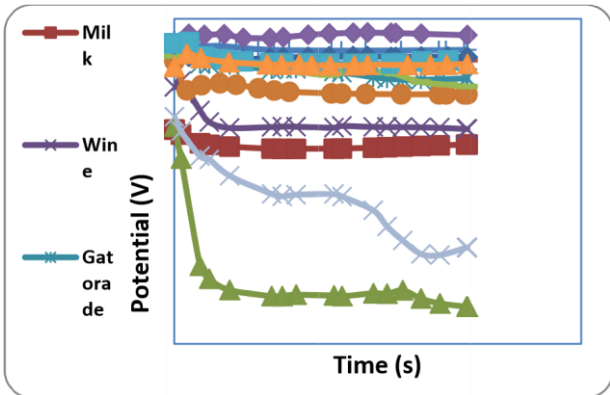 Mil
k
Win
e
Gat
ora
de
Potential (V)
Time (s)